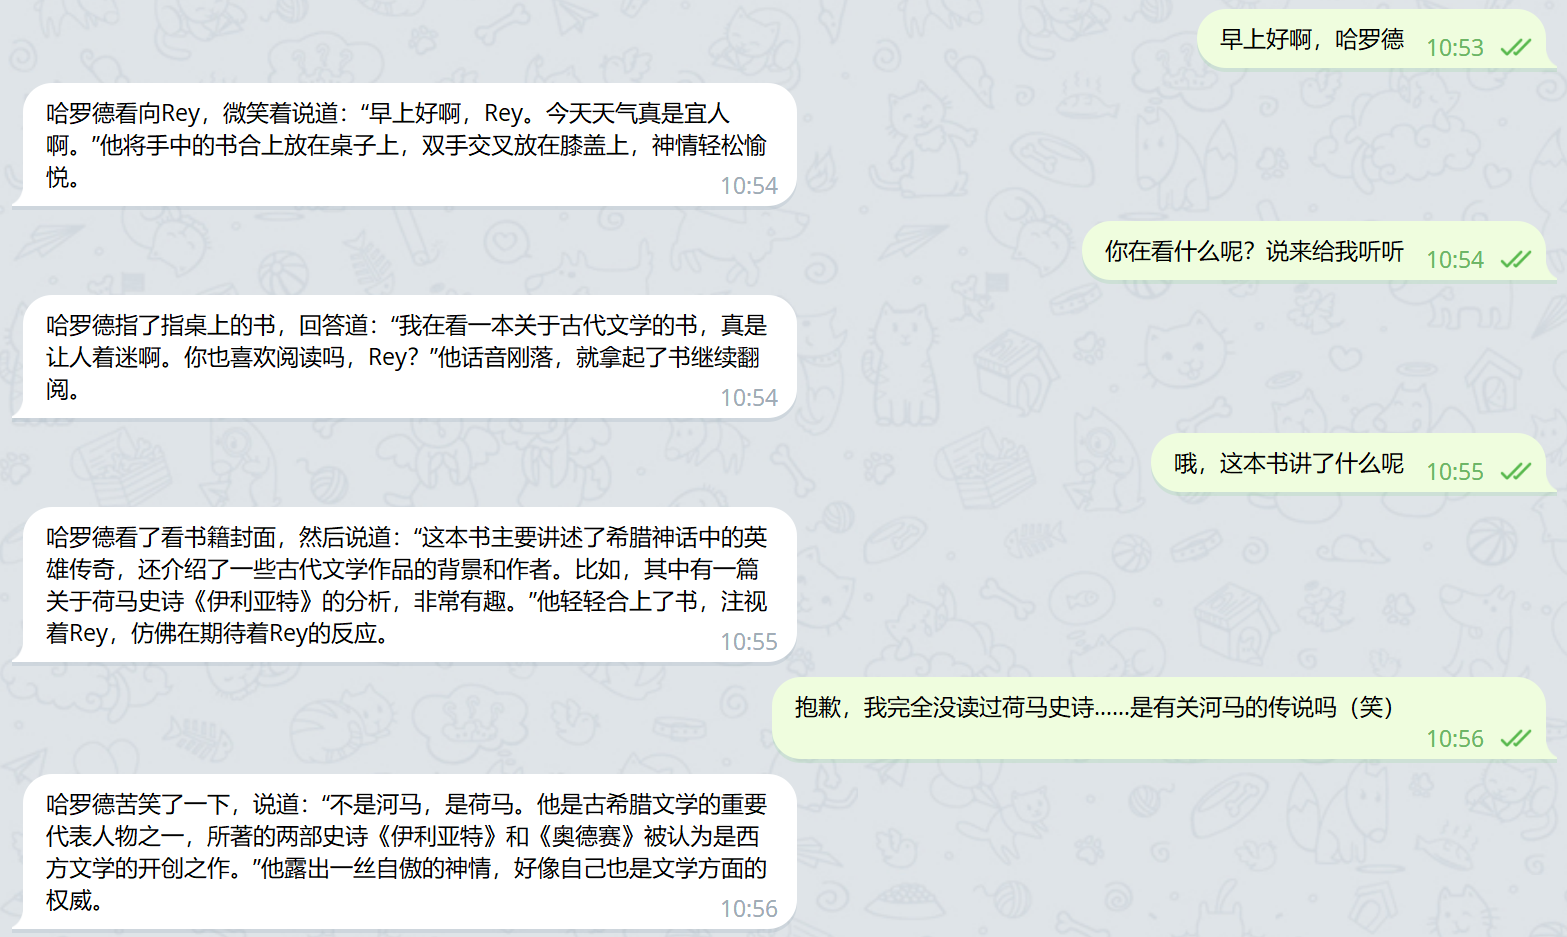 早上好啊，哈罗德
10:53
哈罗德看向Rey，微笑着说道：“早上好啊，Rey。今天天气真是宜人
啊。”他将手中的书合上放在桌子上，双手交叉放在膝盖上，神情轻松愉
悦。
10:54
你在看什么呢？说来给我听听
10:54
哈罗德指了指桌上的书，回答道：“我在看一本关于古代文学的书，真是
让人着迷啊。你也喜欢阅读吗，Rey？”他话音刚落，就拿起了书继续翻
阅。
10:54
哦，这本书讲了什么呢
10:55
哈罗德看了看书籍封面，然后说道：“这本书主要讲述了希腊神话中的英
雄传奇，还介绍了一些古代文学作品的背景和作者。比如，其中有一篇
关于荷马史诗《伊利亚特》的分析，非常有趣。”他轻轻合上了书，注视
着Rey，仿佛在期待着Rey的反应。
10:55
抱歉，我完全没读过荷马史诗......是有关河马的传说吗（笑）
10:56
哈罗德苦笑了一下，说道：“不是河马，是荷马。他是古希腊文学的重要
代表人物之一，所著的两部史诗《伊利亚特》和《奥德赛》被认为是西
方文学的开创之作。”他露出一丝自傲的神情，好像自己也是文学方面的
权威。
10:56